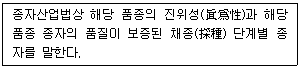 종자산업법상 해당 품종의 진위성(眞爲性)과 해당
품종 종자의 품질이 보증된 채종(採種) 단계별 종
자를 말한다.